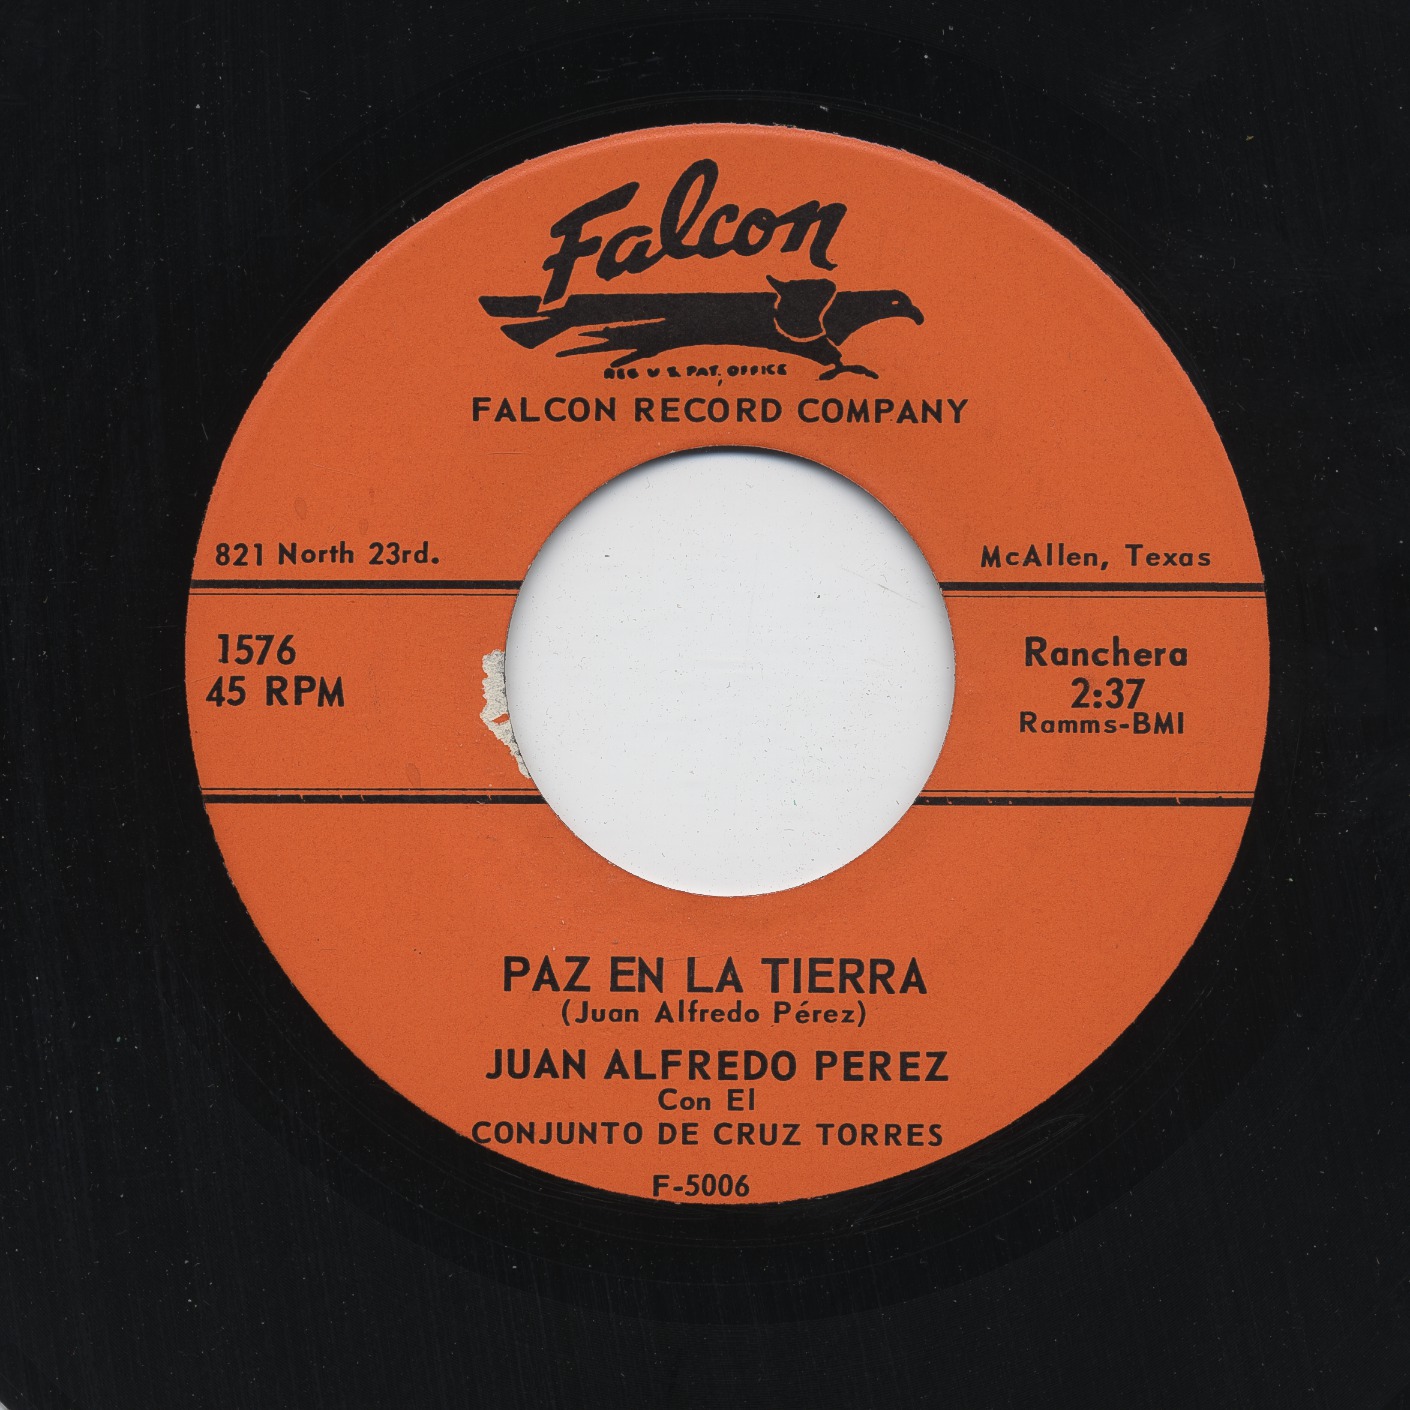 Falcon
REG U S PAT, OFFICE
FALCON RECORD COMPANY
821 North 23rd.
McAllen, Texas
1576
45 RPM
Ranchera
2:37
Ramms-BMI
PAZ EN LA TIERRA
(Juan Alfredo Pérez)
JUAN ALFREDO PEREZ
Con El
CONJUNTO DE CRUZ TORRES
F-5006